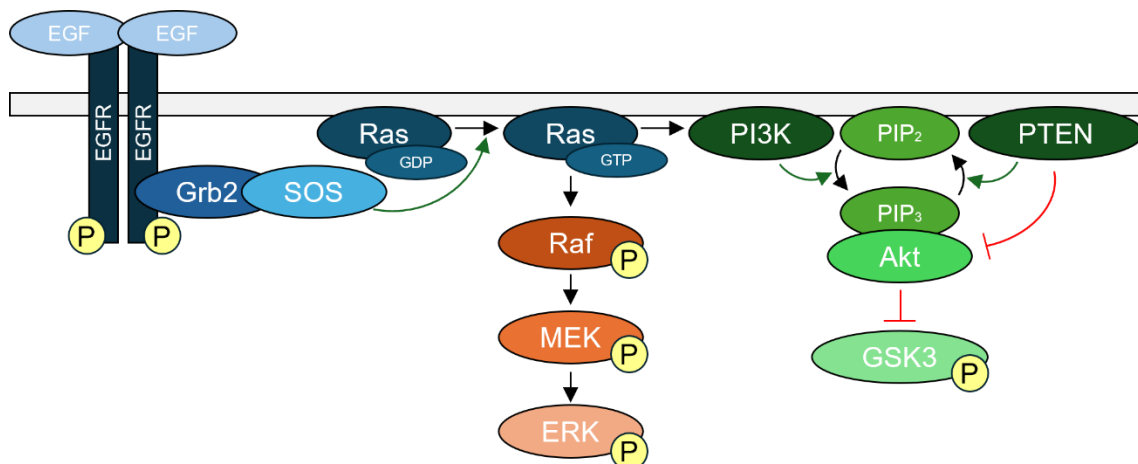 EGF
EGF
EGFR
EGFR
P
P
Grb2
SOS
Ras
GDP
Ras
GTP
PI3K
PIP₂
PTEN
PIP₃
Akt
Raf
P
MEK
P
ERK
P
GSK3
P